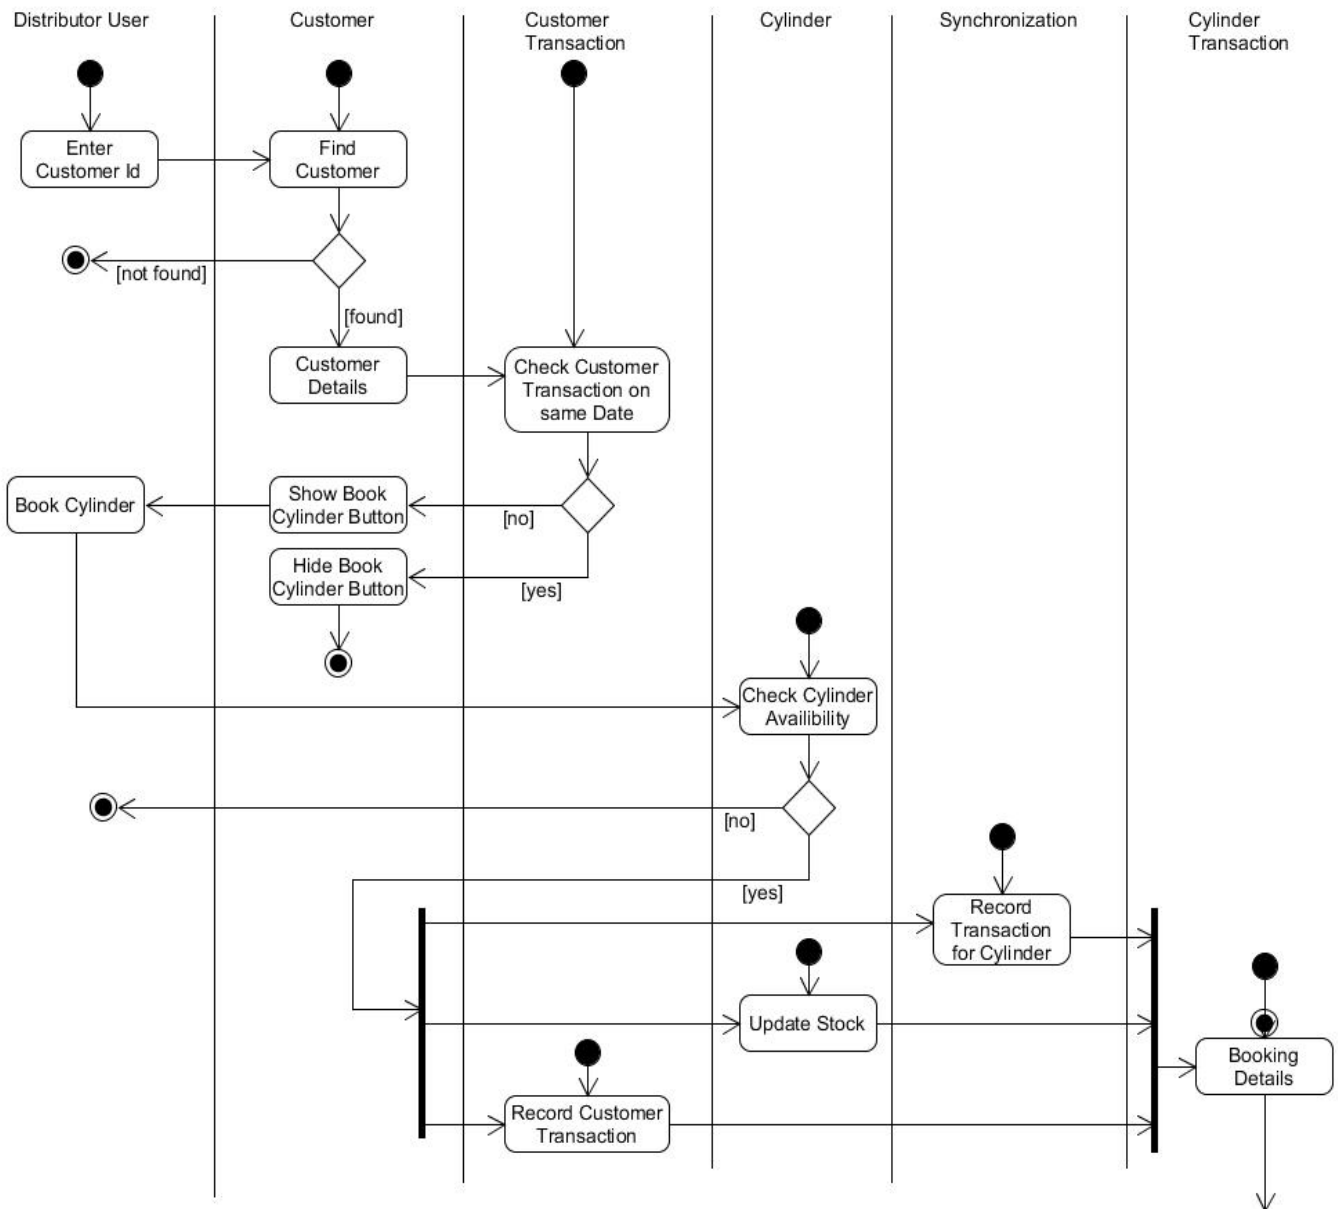 Distributor User
Customer
Customer
Transaction
Cylinder
Synchronization
Cylinder
Transaction
Enter
Customer Id
Find
Customer
[not found]
[found]
Customer
Details
Check Customer
Transaction on
same Date
Book Cylinder
Show Book
Cylinder Button
[no]
Hide Book
Cylinder Button
[yes]
Check Cylinder
Availibility
[no]
[yes]
Record
Transaction
for Cylinder
Update Stock
Booking
Details
Record Customer
Transaction